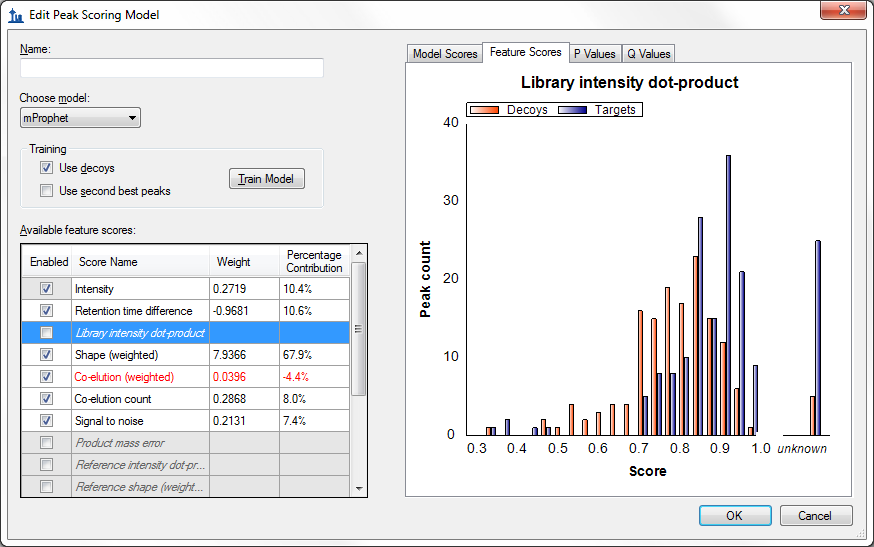 Edit Peak Scoring Model
Name:
Choose model:
mProphet
Training
Use decoys
Use second best peaks
Train Model
Available feature scores:
Enabled Score Name Weight Percentage Contribution
Intensity 0.2719 10.4%
Retention time difference -0.9681 10.6%
Library intensity dot-product
Shape (weighted) 7.9366 67.9%
Co-elution (weighted) 0.0396 -4.4%
Co-elution count 0.2868 8.0%
Signal to noise 0.2131 7.4%
Product mass error
Reference intensity dot-pr...
Reference shape (weight...
Model Scores Feature Scores P Values Q Values
Library intensity dot-product
Decoys Targets
40
30
20
10
0
Peak count
0.3 0.4 0.5 0.6 0.7 0.8 0.9 1.0 unknown
Score
OK Cancel